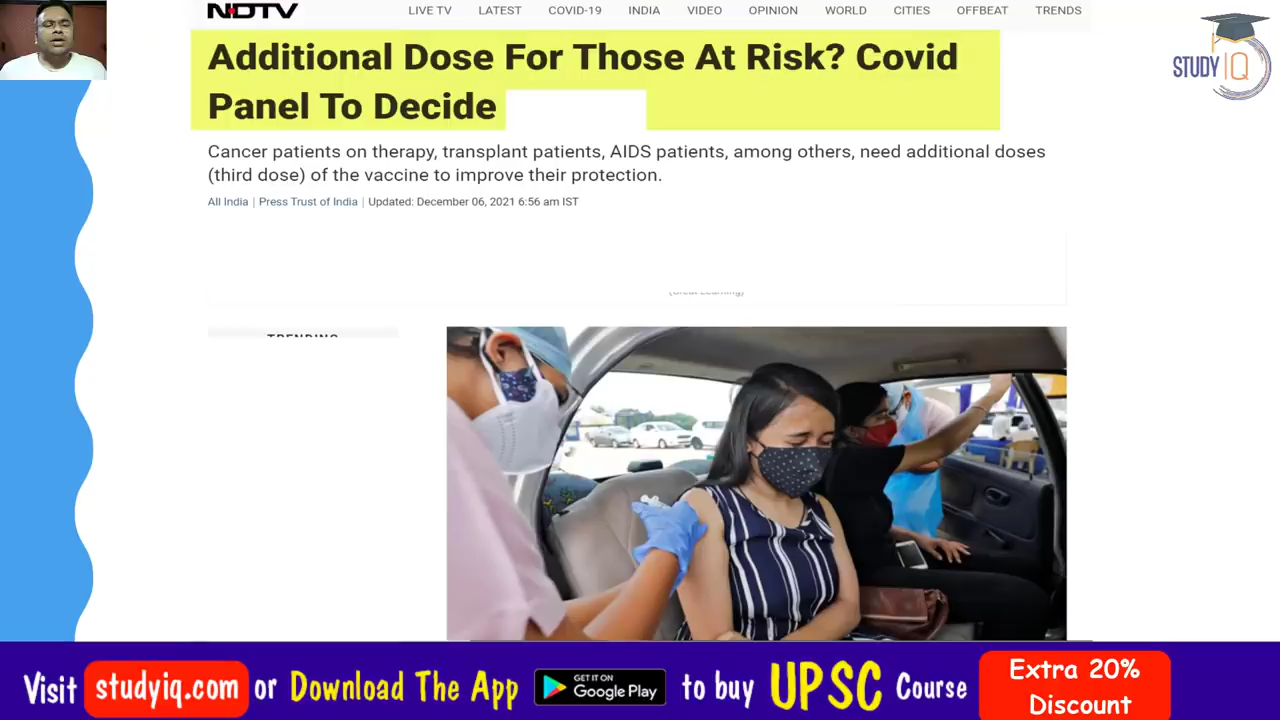 NDTV
LIVE TV LATEST COVID-19 INDIA VIDEO OPINION WORLD CITIES OFFBEAT TRENDS
STUDY IQ
Additional Dose For Those At Risk? Covid
Panel To Decide
Cancer patients on therapy, transplant patients, AIDS patients, among others, need additional doses
(third dose) of the vaccine to improve their protection.
All India | Press Trust of India | Updated: December 06, 2021 6:56 am IST
(Great Learning)
TRENDING
Visit studyiq.com or Download The App GET IT ON Google Play to buy UPSC Course Extra 20% Discount